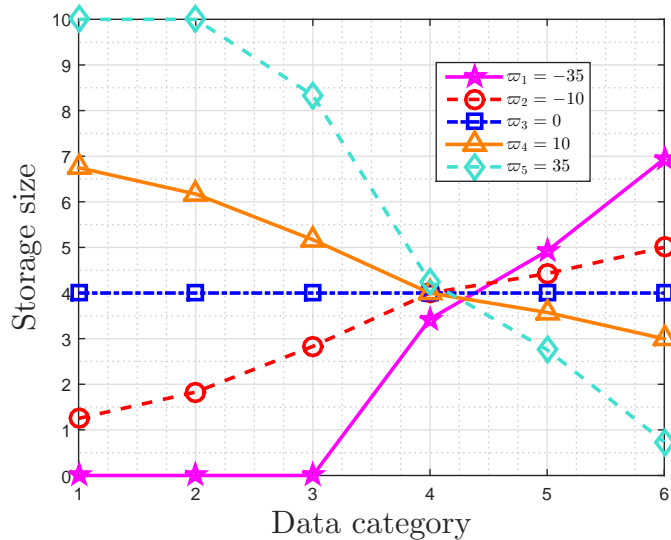 10
9
8
7
6
5
4
3
2
1
0
Storage size
ϖ₁ = −35
ϖ₂ = −10
ϖ₃ = 0
ϖ₄ = 10
ϖ₅ = 35
1 2 3 4 5 6
Data category